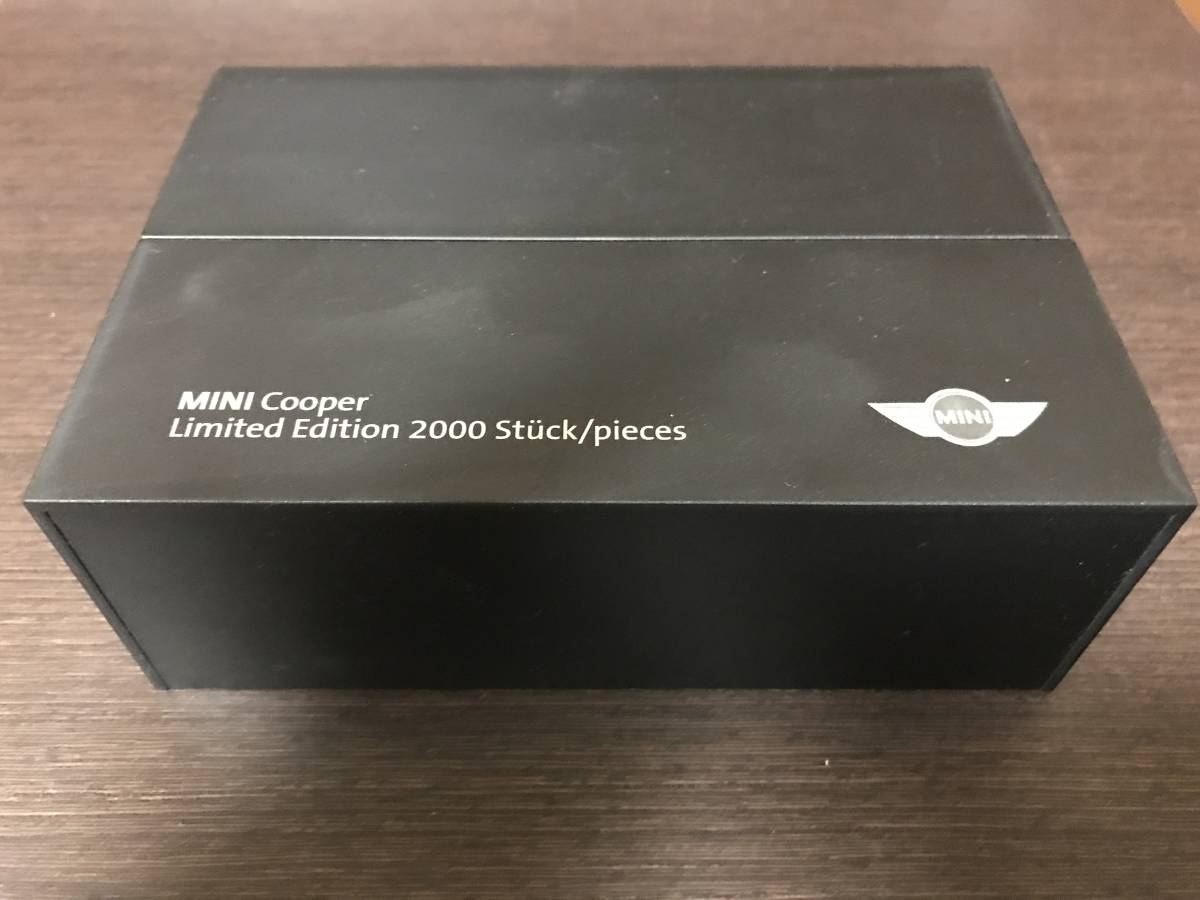 MINI Cooper
Limited Edition 2000 Stück/pieces
MINI